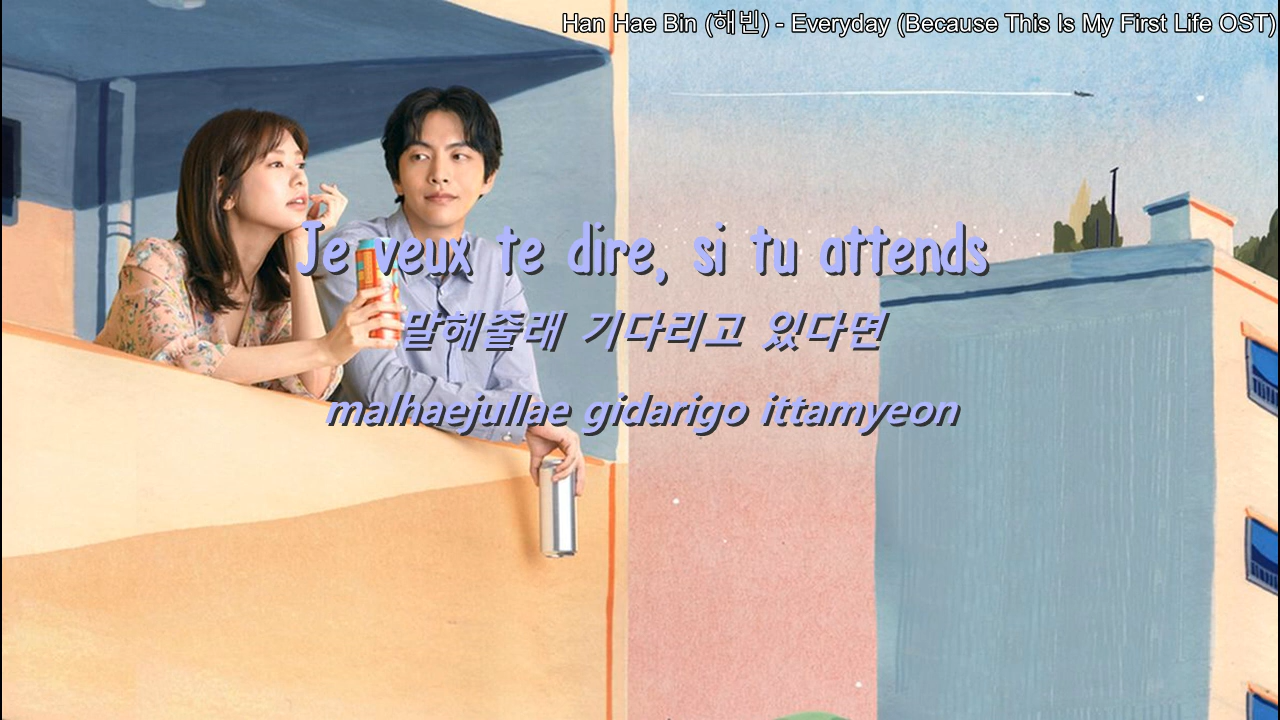 Han Hae Bin (해빈) - Everyday (Because This Is My First Life OST)
Je veux te dire, si tu attends
말해줄래 기다리고 있다면
malhaejullae gidarigo ittamyeon